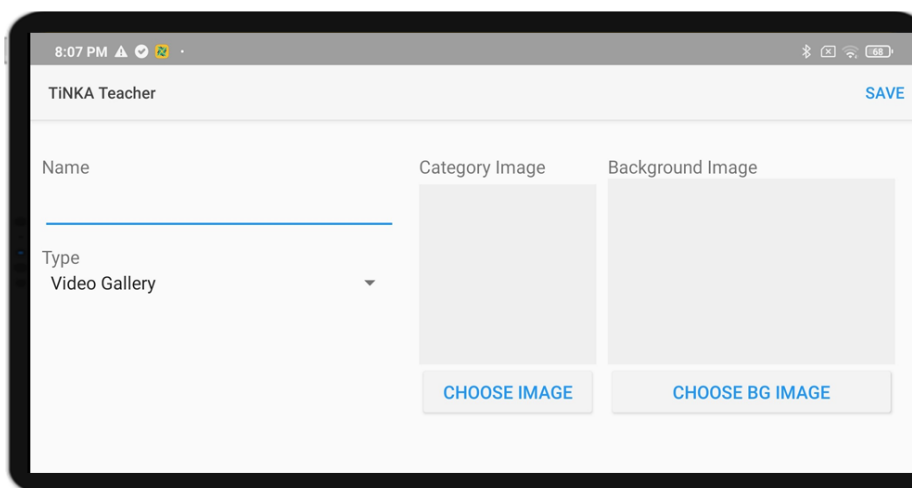 8:07 PM
68
TiNKA Teacher
SAVE
Name
Category Image
Background Image
Type
Video Gallery
CHOOSE IMAGE
CHOOSE BG IMAGE